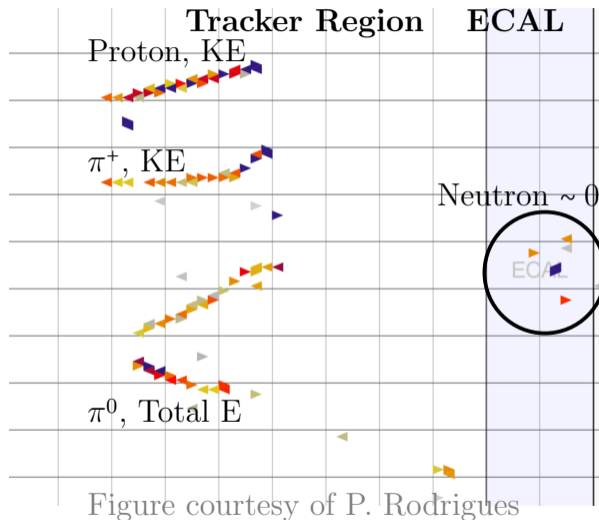 Tracker Region ECAL
Proton, KE
π⁺, KE
Neutron ~ 0
ECAL
π⁰, Total E
Figure courtesy of P. Rodrigues